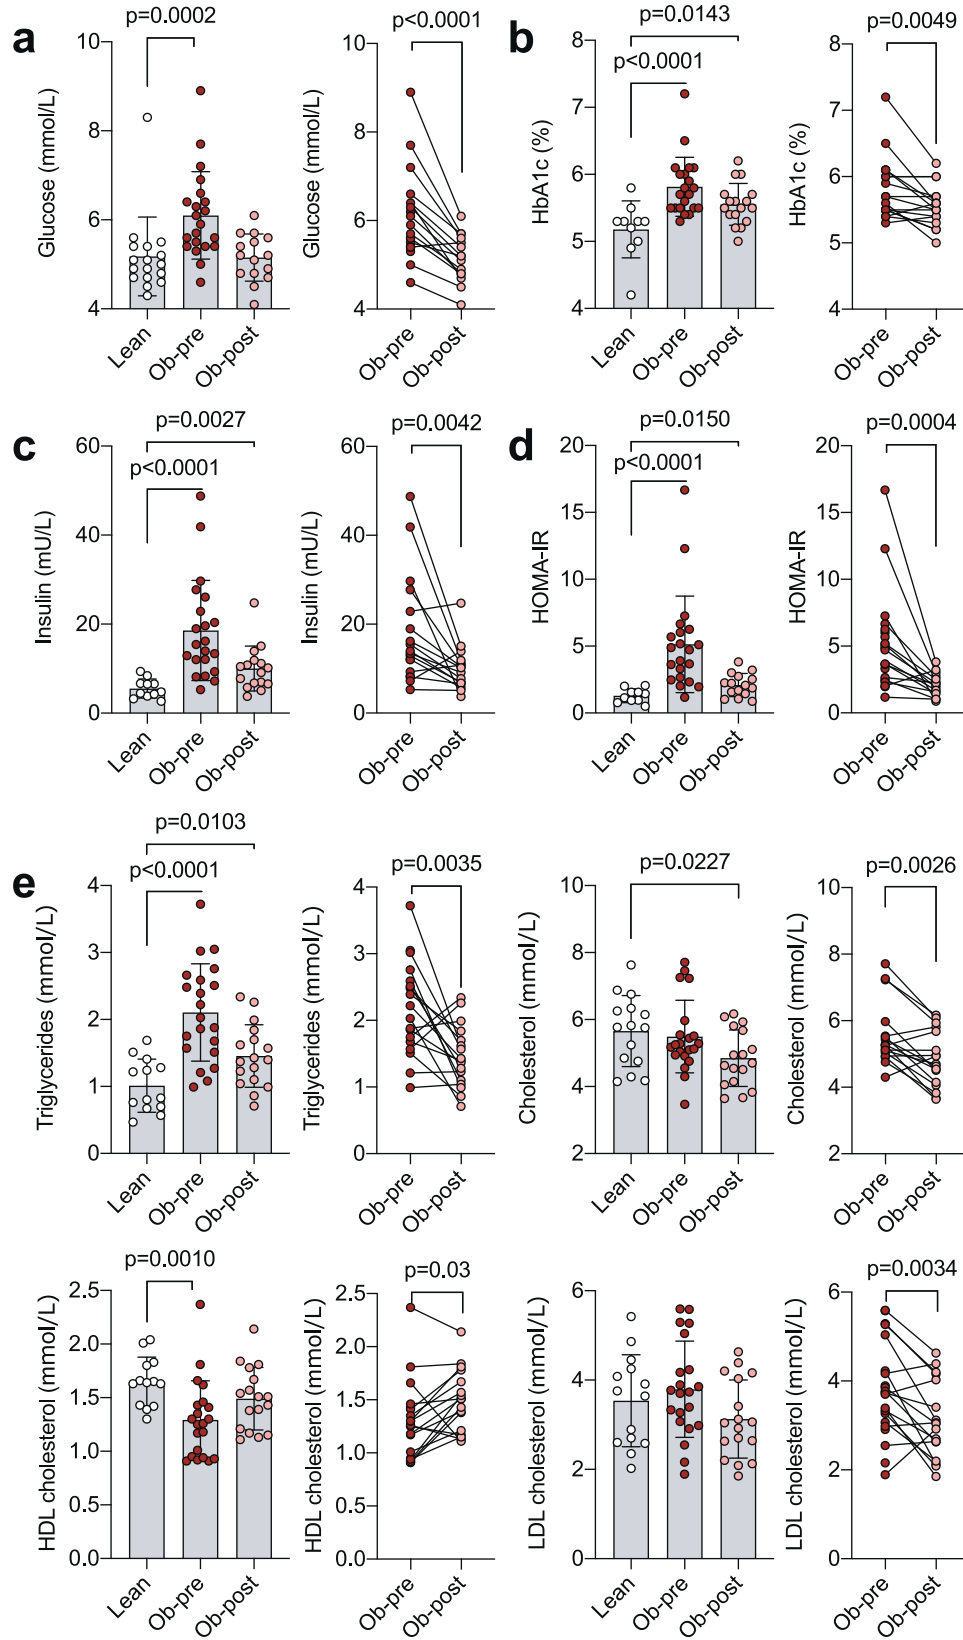 a
p=0.0002
Glucose (mmol/L)
10
8
6
4
Lean
Ob-pre
Ob-post
p<0.0001
Glucose (mmol/L)
10
8
6
4
Ob-pre
Ob-post
b
p=0.0143
p<0.0001
HbA1c (%)
8
7
6
5
4
Lean
Ob-pre
Ob-post
p=0.0049
HbA1c (%)
8
7
6
5
4
Ob-pre
Ob-post
c
p=0.0027
p<0.0001
Insulin (mU/L)
60
40
20
0
Lean
Ob-pre
Ob-post
p=0.0042
Insulin (mU/L)
60
40
20
0
Ob-pre
Ob-post
d
p=0.0150
p<0.0001
HOMA-IR
20
15
10
5
0
Lean
Ob-pre
Ob-post
p=0.0004
HOMA-IR
20
15
10
5
0
Ob-pre
Ob-post
e
p=0.0103
p<0.0001
Triglycerides (mmol/L)
4
3
2
1
0
Lean
Ob-pre
Ob-post
p=0.0035
Triglycerides (mmol/L)
4
3
2
1
0
Ob-pre
Ob-post
p=0.0227
Cholesterol (mmol/L)
10
8
6
4
2
Lean
Ob-pre
Ob-post
p=0.0026
Cholesterol (mmol/L)
10
8
6
4
2
Ob-pre
Ob-post
p=0.0010
HDL cholesterol (mmol/L)
2.5
2.0
1.5
1.0
0.5
0.0
Lean
Ob-pre
Ob-post
p=0.03
HDL cholesterol (mmol/L)
2.5
2.0
1.5
1.0
0.5
0.0
Ob-pre
Ob-post
LDL cholesterol (mmol/L)
6
4
2
0
Lean
Ob-pre
Ob-post
p=0.0034
LDL cholesterol (mmol/L)
6
4
2
0
Ob-pre
Ob-post